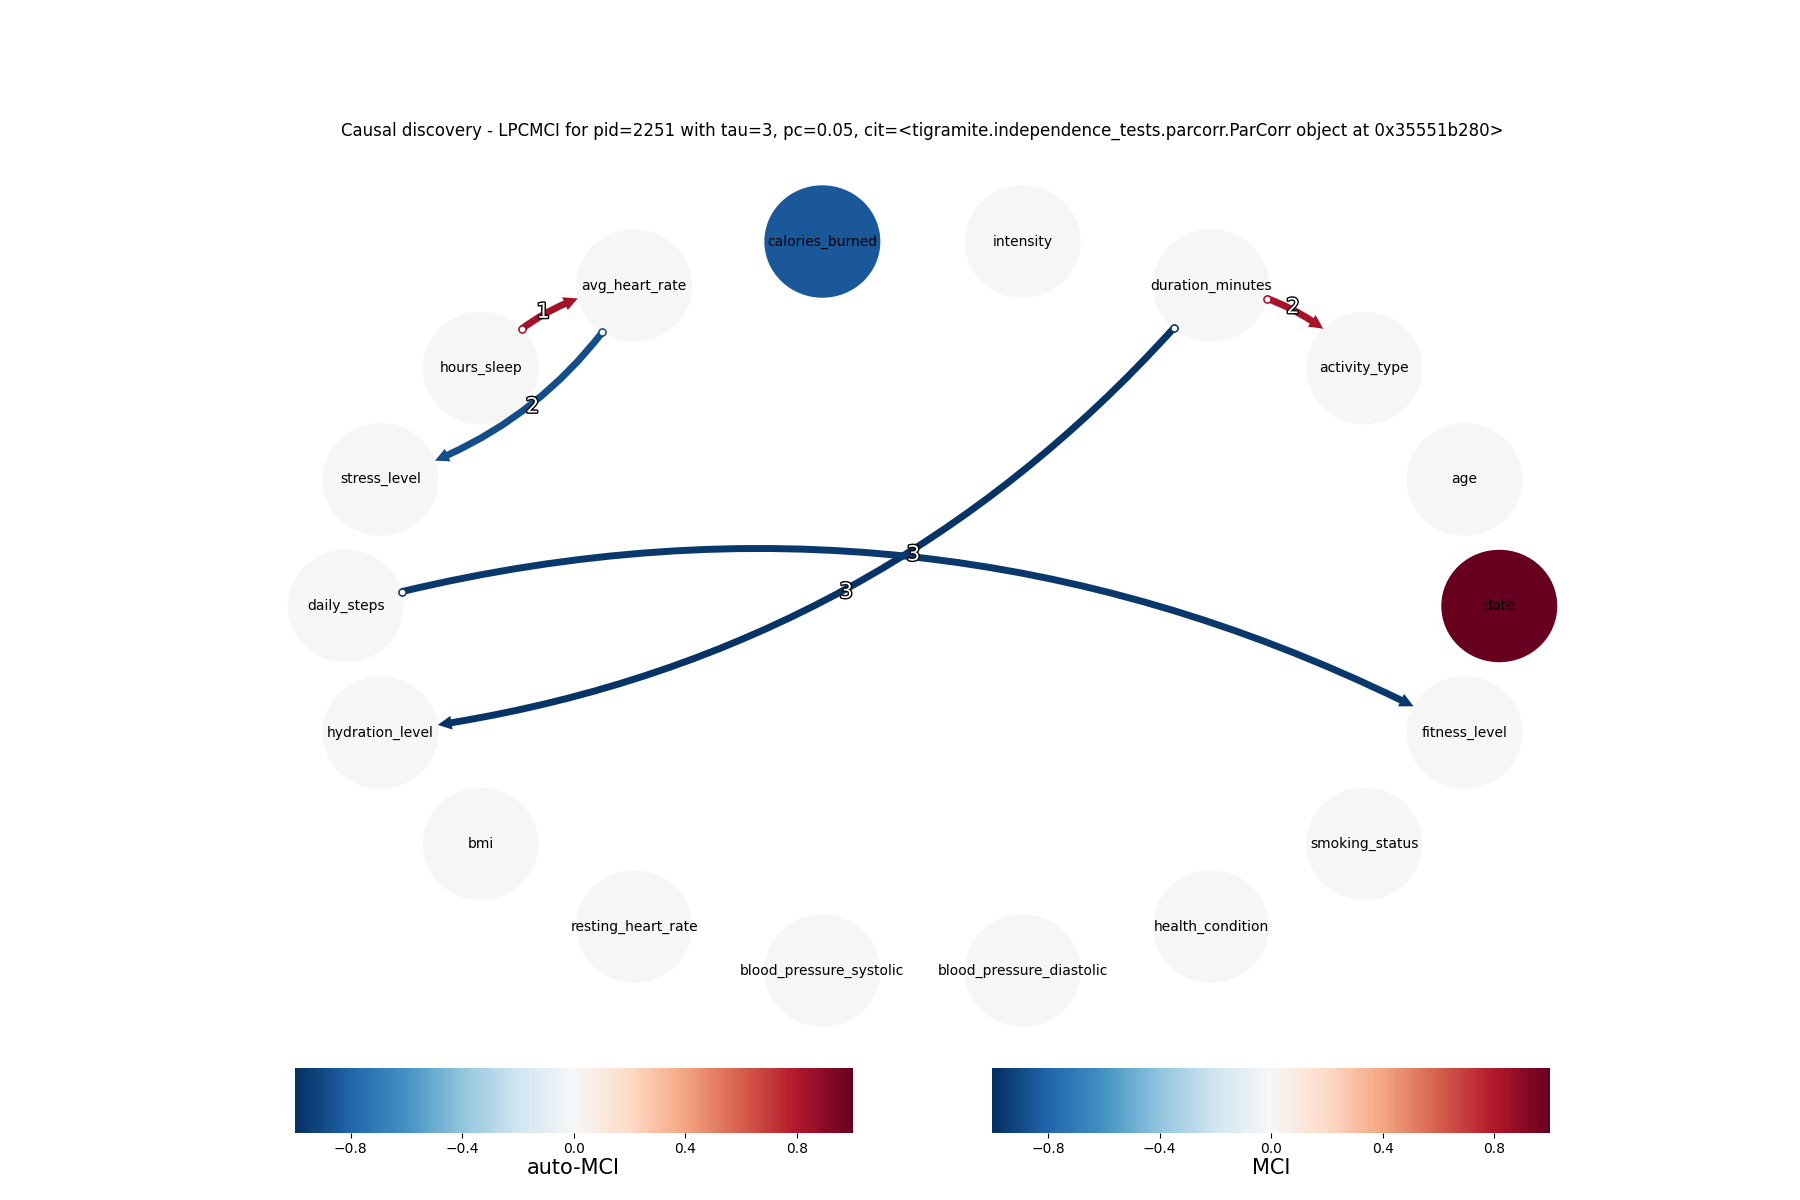 Causal discovery - LPCMCI for pid=2251 with tau=3, pc=0.05, cit=<tigramite.independence_tests.parcorr.ParCorr object at 0x35551b280>
calories_burned
intensity
avg_heart_rate
duration_minutes
1
2
hours_sleep
activity_type
2
stress_level
age
3
3
daily_steps
date
hydration_level
fitness_level
bmi
smoking_status
resting_heart_rate
health_condition
blood_pressure_systolic
blood_pressure_diastolic
−0.8 −0.4 0.0 0.4 0.8
auto-MCI
−0.8 −0.4 0.0 0.4 0.8
MCI